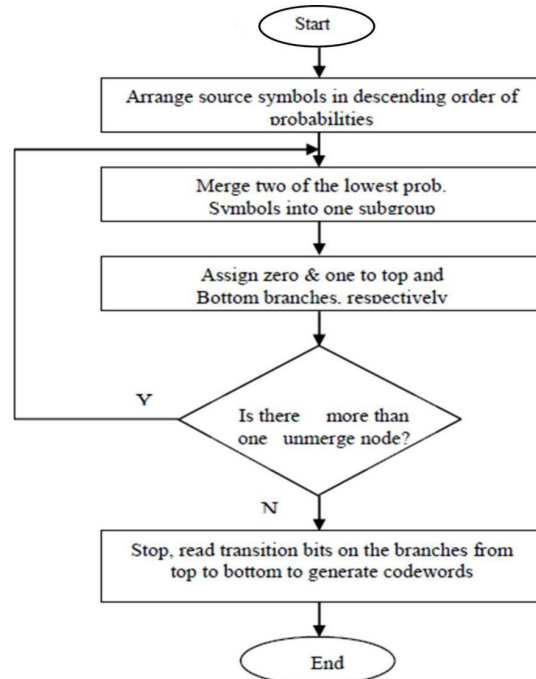 Start
Arrange source symbols in descending order of
probabilities
Merge two of the lowest prob.
Symbols into one subgroup
Assign zero & one to top and
Bottom branches, respectively
Y
Is there more than
one unmerge node?
N
Stop, read transition bits on the branches from
top to bottom to generate codewords
End